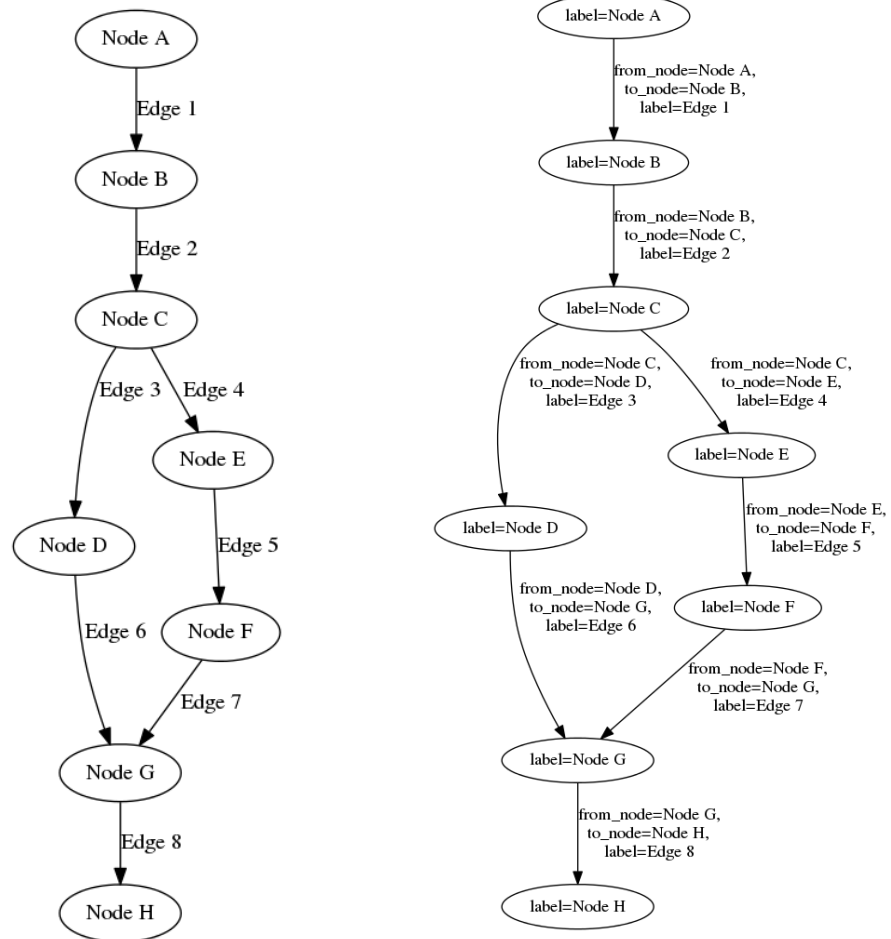 Node A
Edge 1
Node B
Edge 2
Node C
Edge 3
Edge 4
Node E
Node D
Edge 5
Edge 6
Node F
Edge 7
Node G
Edge 8
Node H
label=Node A
from_node=Node A,
to_node=Node B,
label=Edge 1
label=Node B
from_node=Node B,
to_node=Node C,
label=Edge 2
label=Node C
from_node=Node C,
to_node=Node D,
label=Edge 3
from_node=Node C,
to_node=Node E,
label=Edge 4
label=Node E
label=Node D
from_node=Node E,
to_node=Node F,
label=Edge 5
from_node=Node D,
to_node=Node G,
label=Edge 6
label=Node F
from_node=Node F,
to_node=Node G,
label=Edge 7
label=Node G
from_node=Node G,
to_node=Node H,
label=Edge 8
label=Node H